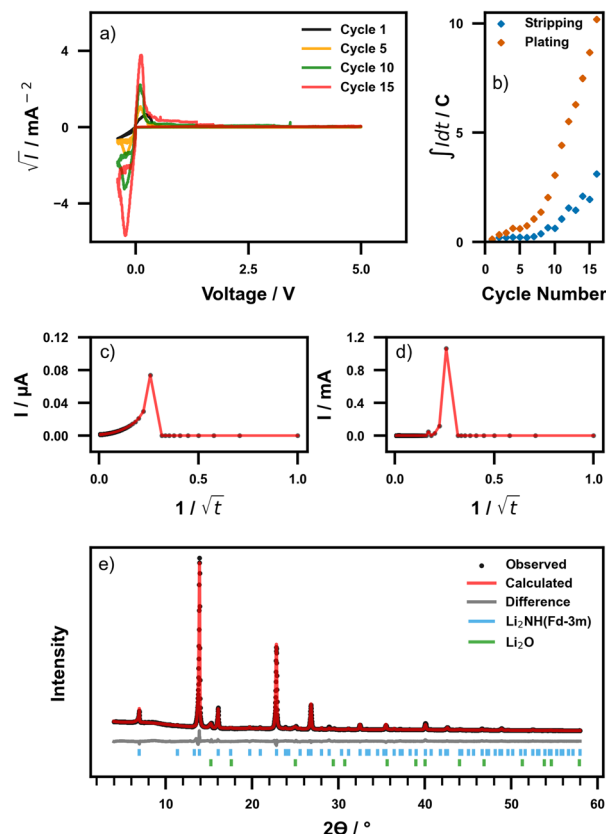 a)
Cycle 1
Cycle 5
Cycle 10
Cycle 15
4
0
−4
√I / mA⁻²
0.0 2.5 5.0
Voltage / V
b)
Stripping
Plating
10
5
0
∫Idt / C
0 5 10 15
Cycle Number
c)
0.12
0.08
0.04
0.00
I / µA
0.0 0.5 1.0
1 / √t
d)
1.2
0.8
0.4
0.0
I / mA
0.0 0.5 1.0
1 / √t
e)
Observed
Calculated
Difference
Li₂NH(Fd-3m)
Li₂O
Intensity
10 20 30 40 50 60
2Θ / °